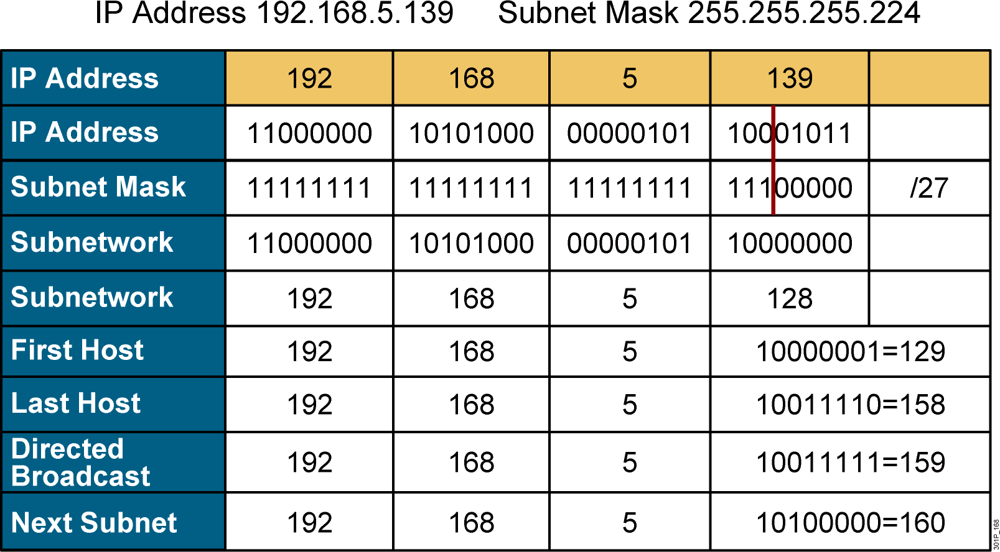 IP Address 192.168.5.139 Subnet Mask 255.255.255.224
IP Address 192 168 5 139
IP Address 11000000 10101000 00000101 10001011
Subnet Mask 11111111 11111111 11111111 11100000 /27
Subnetwork 11000000 10101000 00000101 10000000
Subnetwork 192 168 5 128
First Host 192 168 5 10000001=129
Last Host 192 168 5 10011110=158
Directed
Broadcast 192 168 5 10011111=159
Next Subnet 192 168 5 10100000=160
301P_168